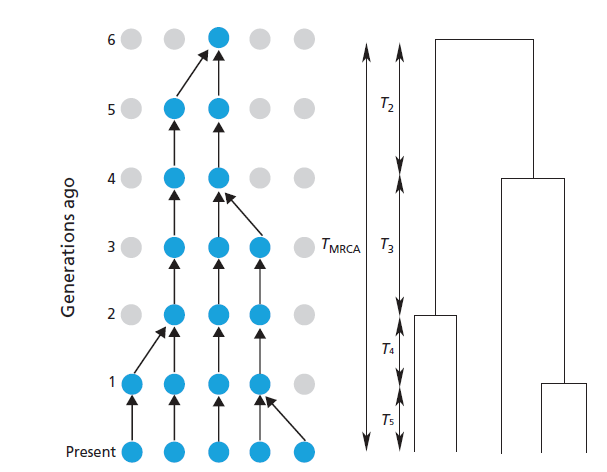 6
5
T2
4
Generations ago
3
TMRCA
T3
2
T4
1
T5
Present